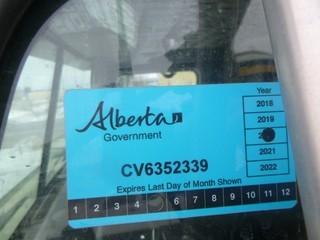 Alberta
Government
CV6352339
Expires Last Day of Month Shown
Year
2018
2019
2021
2022
1 2 3 4 5 7 8 9 10 11 12